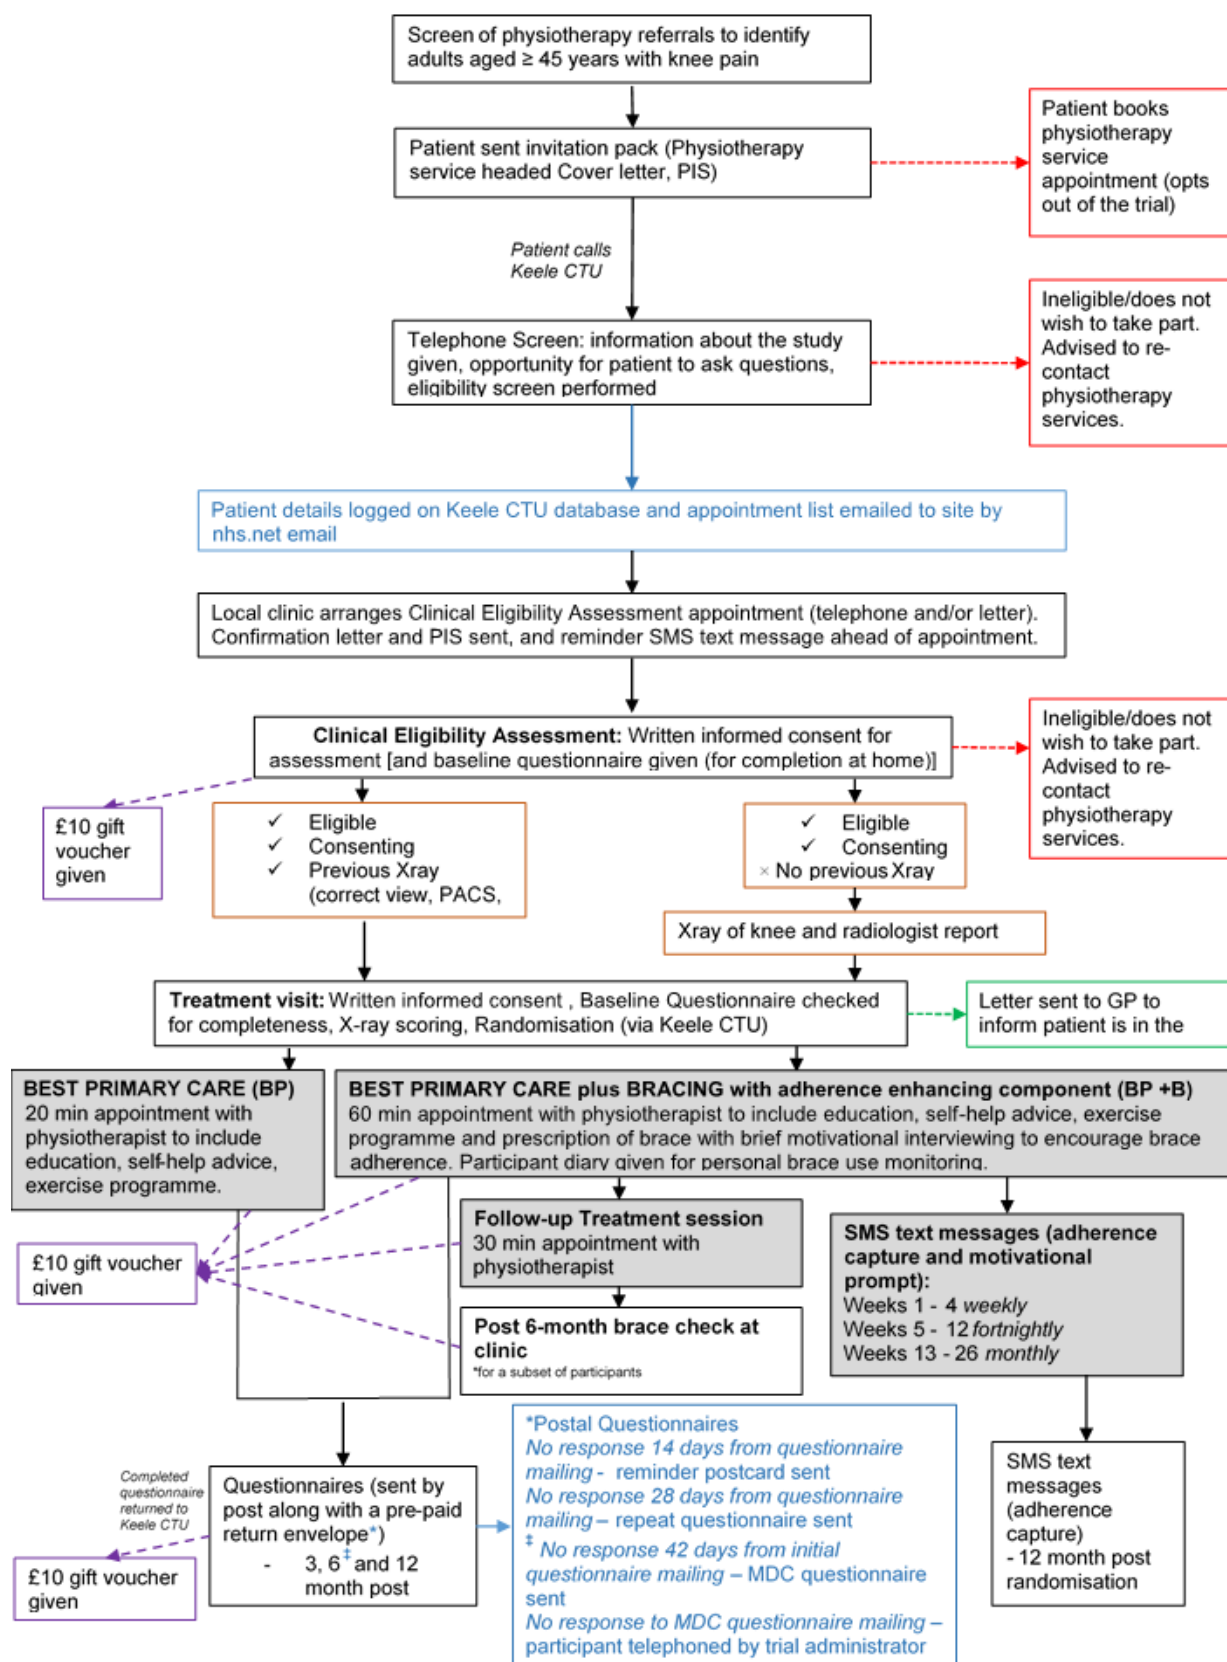 Screen of physiotherapy referrals to identify
adults aged ≥ 45 years with knee pain
Patient sent invitation pack (Physiotherapy
service headed Cover letter, PIS)
Patient books
physiotherapy
service
appointment (opts
out of the trial)
Patient calls
Keele CTU
Telephone Screen: information about the study
given, opportunity for patient to ask questions,
eligibility screen performed
Ineligible/does not
wish to take part.
Advised to re-
contact
physiotherapy
services.
Patient details logged on Keele CTU database and appointment list emailed to site by
nhs.net email
Local clinic arranges Clinical Eligibility Assessment appointment (telephone and/or letter).
Confirmation letter and PIS sent, and reminder SMS text message ahead of appointment.
Clinical Eligibility Assessment: Written informed consent for
assessment [and baseline questionnaire given (for completion at home)]
Ineligible/does not
wish to take part.
Advised to re-
contact
physiotherapy
services.
£10 gift
voucher
given
✓ Eligible
✓ Consenting
✓ Previous Xray
(correct view, PACS,
✓ Eligible
✓ Consenting
× No previous Xray
Xray of knee and radiologist report
Treatment visit: Written informed consent , Baseline Questionnaire checked
for completeness, X-ray scoring, Randomisation (via Keele CTU)
Letter sent to GP to
inform patient is in the
BEST PRIMARY CARE (BP)
20 min appointment with
physiotherapist to include
education, self-help advice,
exercise programme.
BEST PRIMARY CARE plus BRACING with adherence enhancing component (BP +B)
60 min appointment with physiotherapist to include education, self-help advice, exercise
programme and prescription of brace with brief motivational interviewing to encourage brace
adherence. Participant diary given for personal brace use monitoring.
£10 gift voucher
given
Follow-up Treatment session
30 min appointment with
physiotherapist
Post 6-month brace check at
clinic
*for a subset of participants
SMS text messages (adherence
capture and motivational
prompt):
Weeks 1 - 4 weekly
Weeks 5 - 12 fortnightly
Weeks 13 - 26 monthly
Completed
questionnaire
returned to
Keele CTU
£10 gift voucher
given
Questionnaires (sent by
post along with a pre-paid
return envelope*)
- 3, 6‡ and 12
month post
*Postal Questionnaires
No response 14 days from questionnaire
mailing - reminder postcard sent
No response 28 days from questionnaire
mailing – repeat questionnaire sent
‡ No response 42 days from initial
questionnaire mailing – MDC questionnaire
sent
No response to MDC questionnaire mailing –
participant telephoned by trial administrator
SMS text
messages
(adherence
capture)
- 12 month post
randomisation